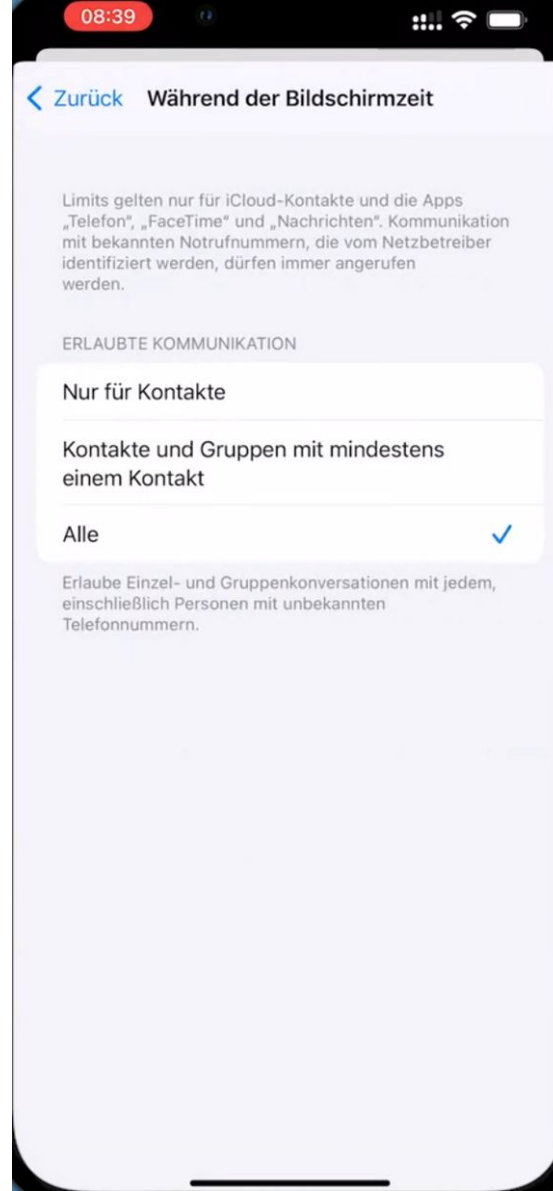 08:39
Zurück Während der Bildschirmzeit
Limits gelten nur für iCloud-Kontakte und die Apps
„Telefon“, „FaceTime“ und „Nachrichten“. Kommunikation
mit bekannten Notrufnummern, die vom Netzbetreiber
identifiziert werden, dürfen immer angerufen
werden.
ERLAUBTE KOMMUNIKATION
Nur für Kontakte
Kontakte und Gruppen mit mindestens
einem Kontakt
Alle
Erlaube Einzel- und Gruppenkonversationen mit jedem,
einschließlich Personen mit unbekannten
Telefonnummern.